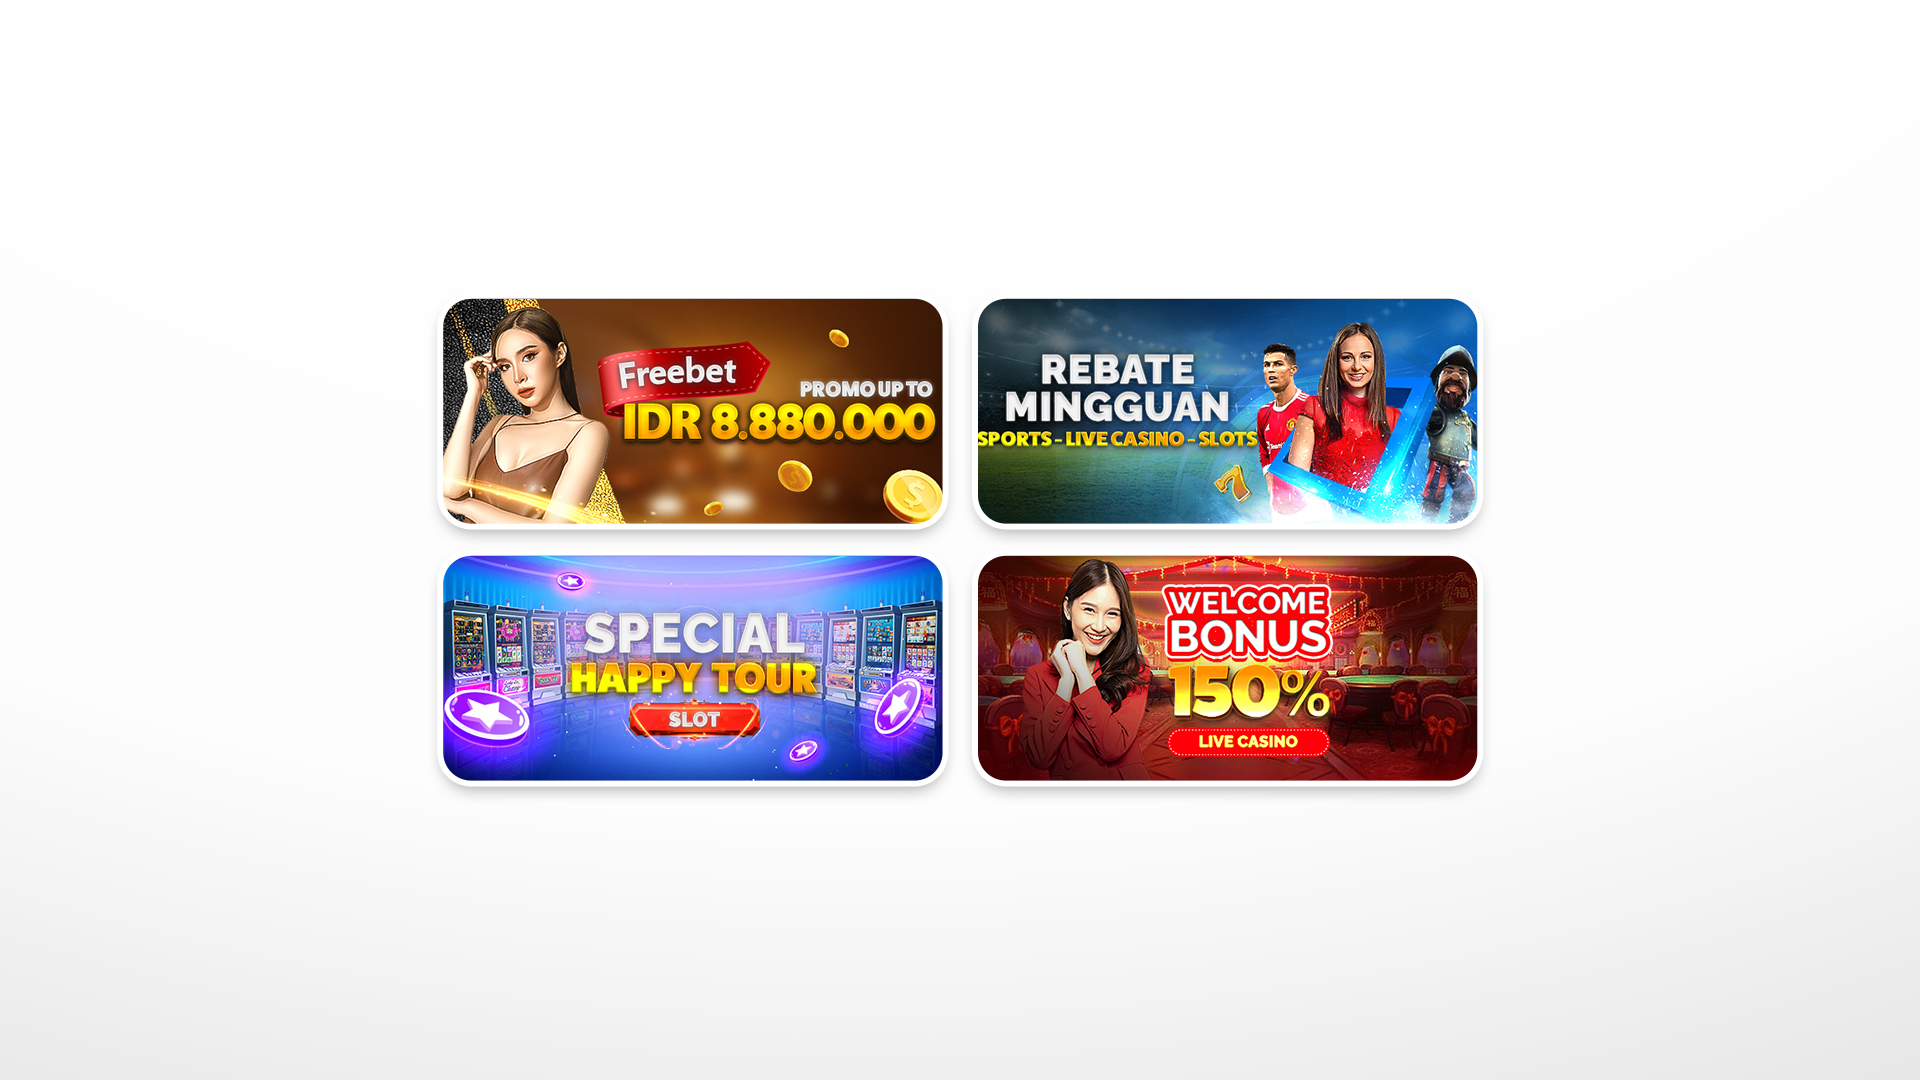 Freebet
PROMO UP TO
IDR 8.880.000
REBATE
MINGGUAN
SPORTS - LIVE CASINO - SLOTS
SPECIAL
HAPPY TOUR
SLOT
WELCOME
BONUS
150%
LIVE CASINO